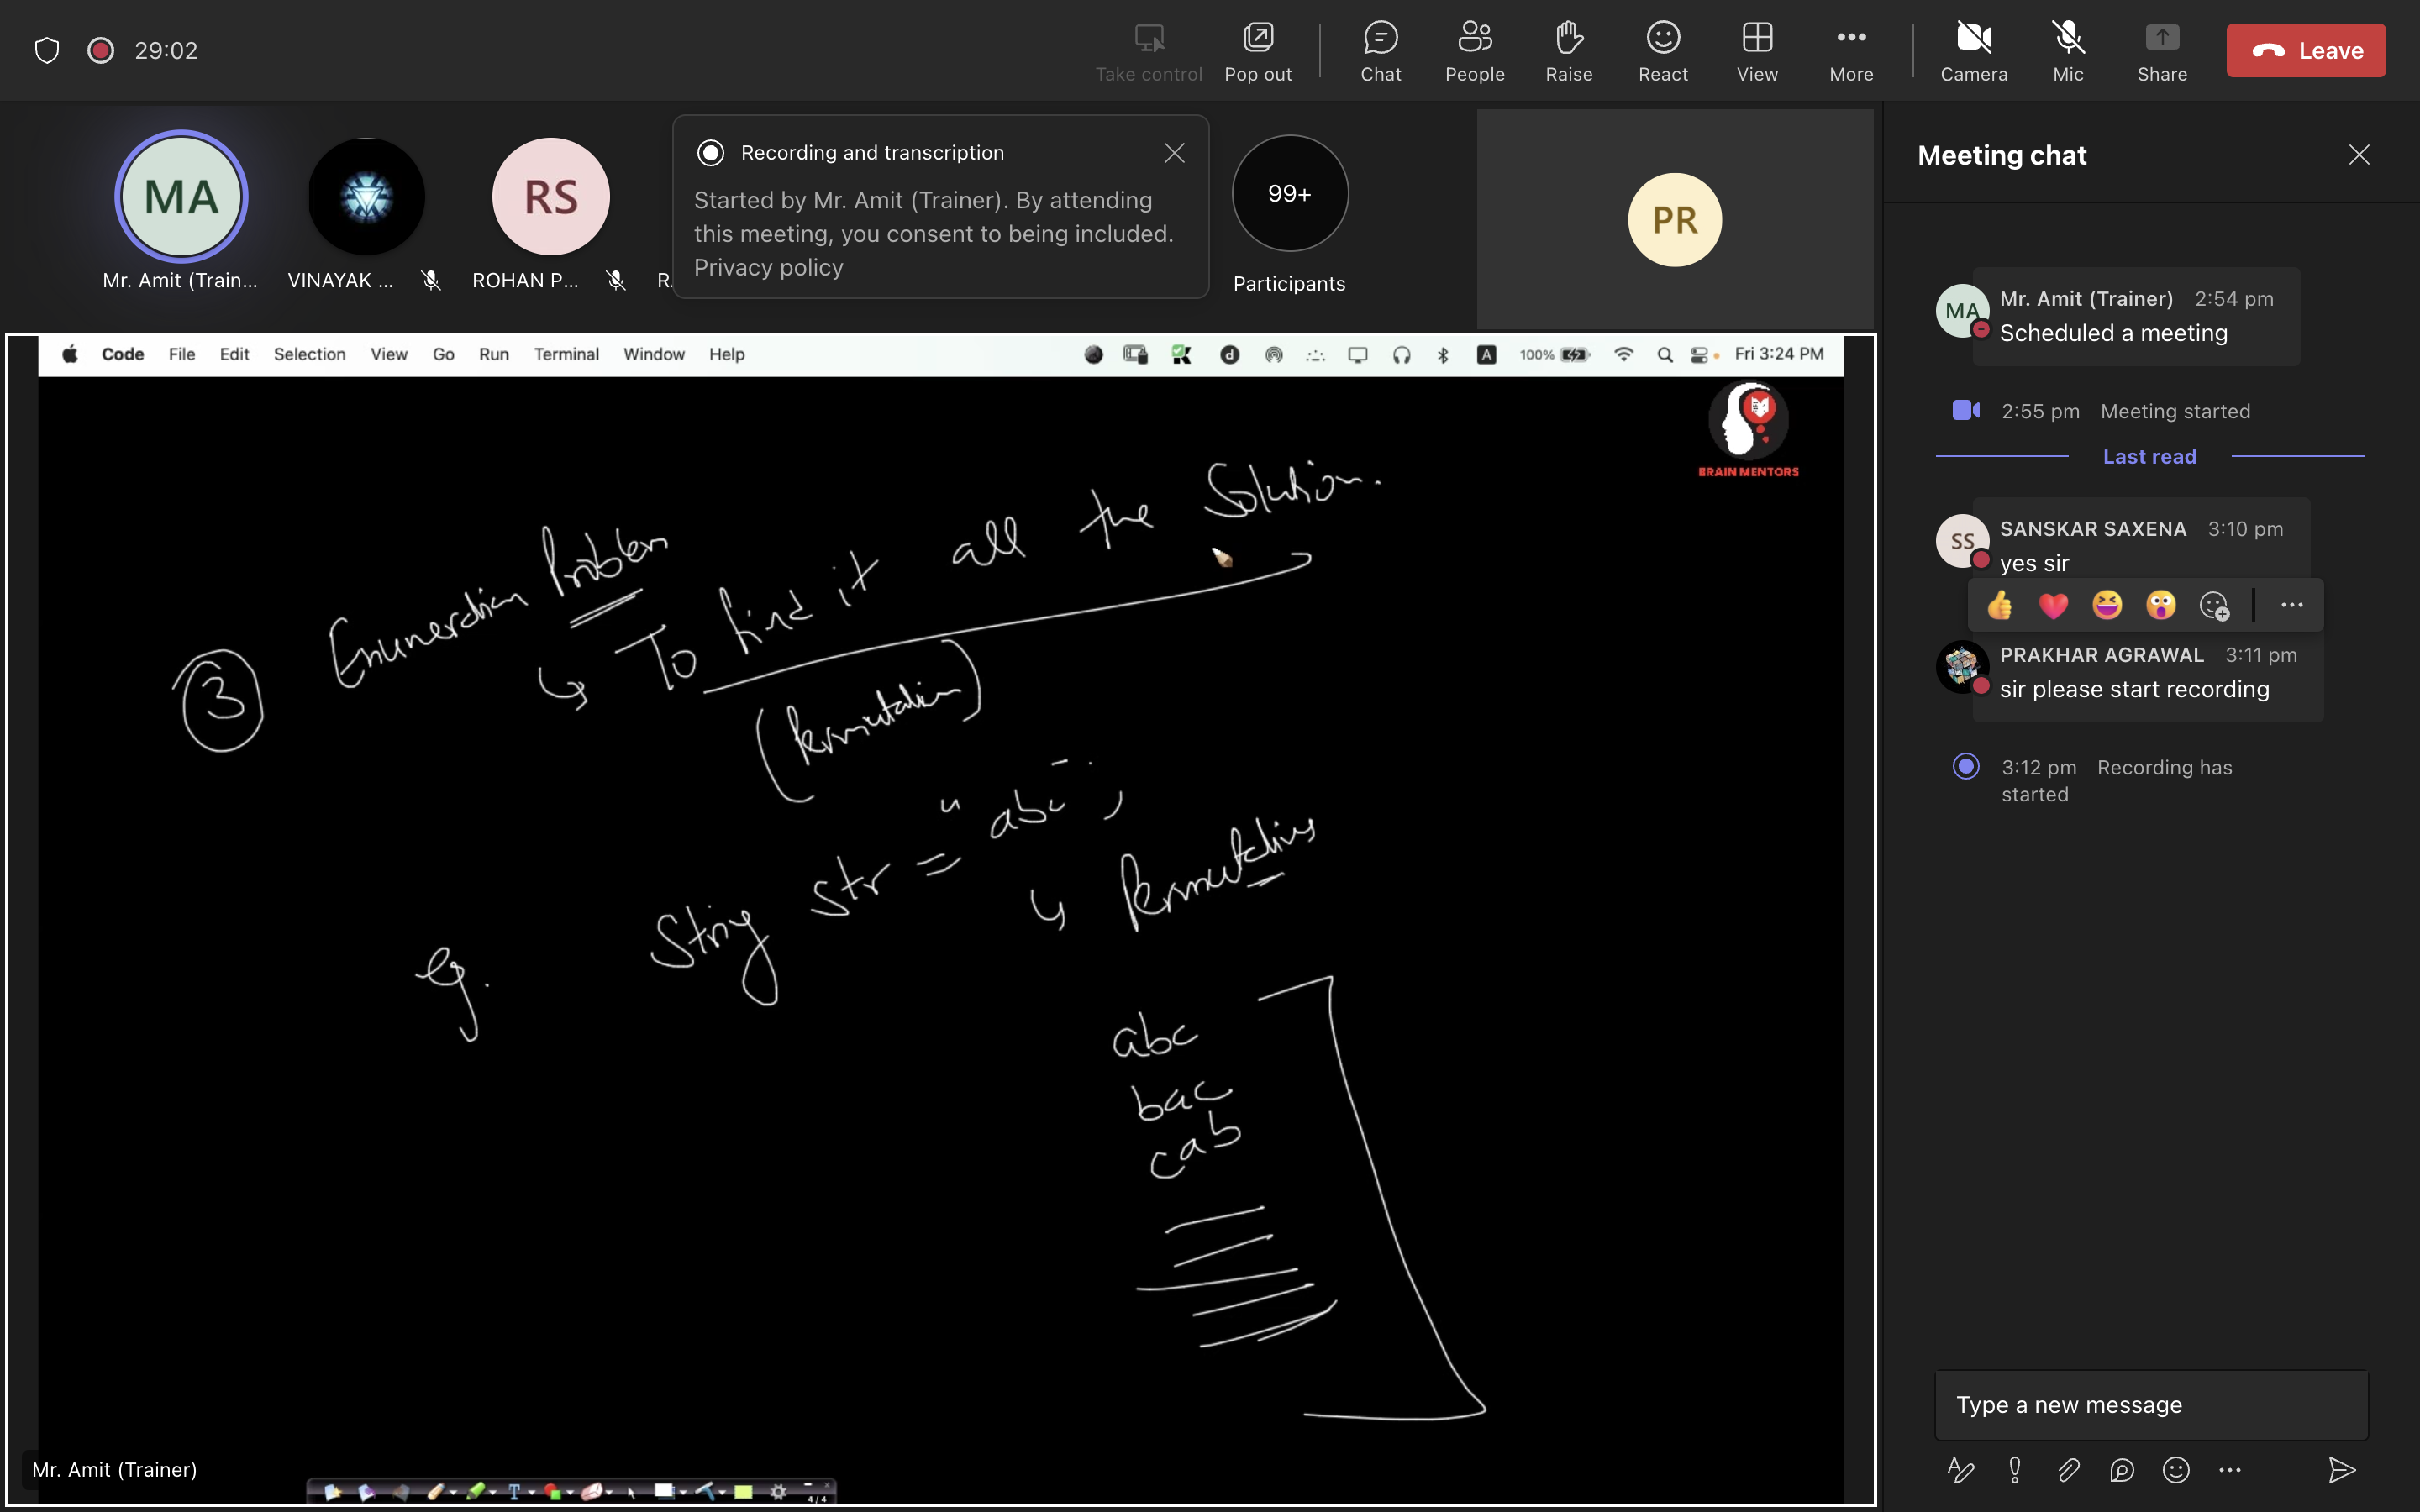 29:02
Take control
Pop out
Chat
People
Raise
React
View
More
Camera
Mic
Share
Leave
MA
RS
Mr. Amit (Train...
VINAYAK ...
ROHAN P...
R
Recording and transcription
Started by Mr. Amit (Trainer). By attending
this meeting, you consent to being included.
Privacy policy
99+
Participants
PR
Code File Edit Selection View Go Run Terminal Window Help
100%
Fri 3:24 PM
BRAIN MENTORS
3 Enumeration Problem
To find it all the Solution.
(Permutation)
eg. String str = "abc";
Permutations
abc
bac
cab
Mr. Amit (Trainer)
4/4
Meeting chat
MA
Mr. Amit (Trainer) 2:54 pm
Scheduled a meeting
2:55 pm Meeting started
Last read
SS
SANSKAR SAXENA 3:10 pm
yes sir
PRAKHAR AGRAWAL 3:11 pm
sir please start recording
3:12 pm Recording has
started
Type a new message